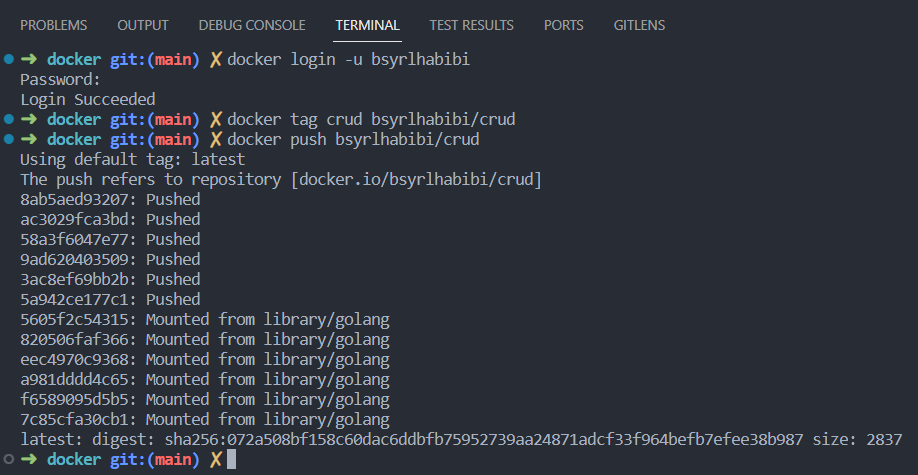 PROBLEMS OUTPUT DEBUG CONSOLE TERMINAL TEST RESULTS PORTS GITLENS
➜ docker git:(main) ✗ docker login -u bsyrlhabibi
Password:
Login Succeeded
➜ docker git:(main) ✗ docker tag crud bsyrlhabibi/crud
➜ docker git:(main) ✗ docker push bsyrlhabibi/crud
Using default tag: latest
The push refers to repository [docker.io/bsyrlhabibi/crud]
8ab5aed93207: Pushed
ac3029fca3bd: Pushed
58a3f6047e77: Pushed
9ad620403509: Pushed
3ac8ef69bb2b: Pushed
5a942ce177c1: Pushed
5605f2c54315: Mounted from library/golang
820506faf366: Mounted from library/golang
eec4970c9368: Mounted from library/golang
a981dddd4c65: Mounted from library/golang
f6589095d5b5: Mounted from library/golang
7c85cfa30cb1: Mounted from library/golang
latest: digest: sha256:072a508bf158c60dac6ddbfb75952739aa24871adcf33f964befb7efee38b987 size: 2837
➜ docker git:(main) ✗